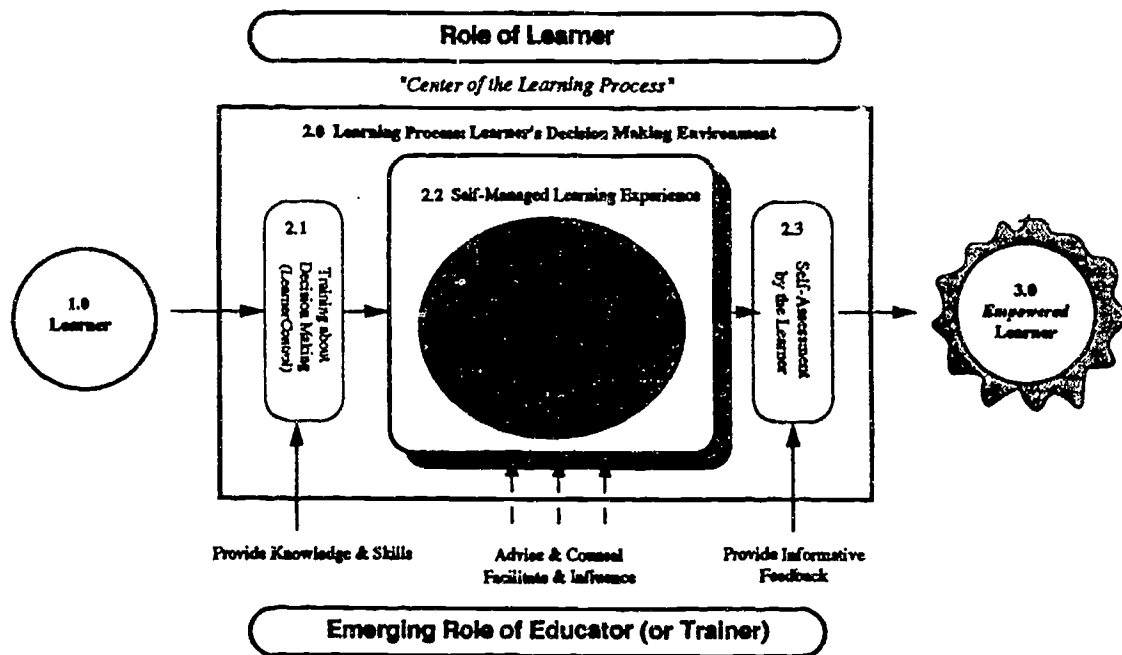 Role of Learner
"Center of the Learning Process"
2.0 Learning Process: Learner's Decision Making Environment
2.2 Self-Managed Learning Experience
2.1
Training about
Decision Making
(LearnerControl)
2.3
Self-Assessment
by the Learner
1.0
Learner
3.0
Empowered
Learner
Provide Knowledge & Skills
Advise & Counsel
Facilitate & Influence
Provide Informative
Feedback
Emerging Role of Educator (or Trainer)